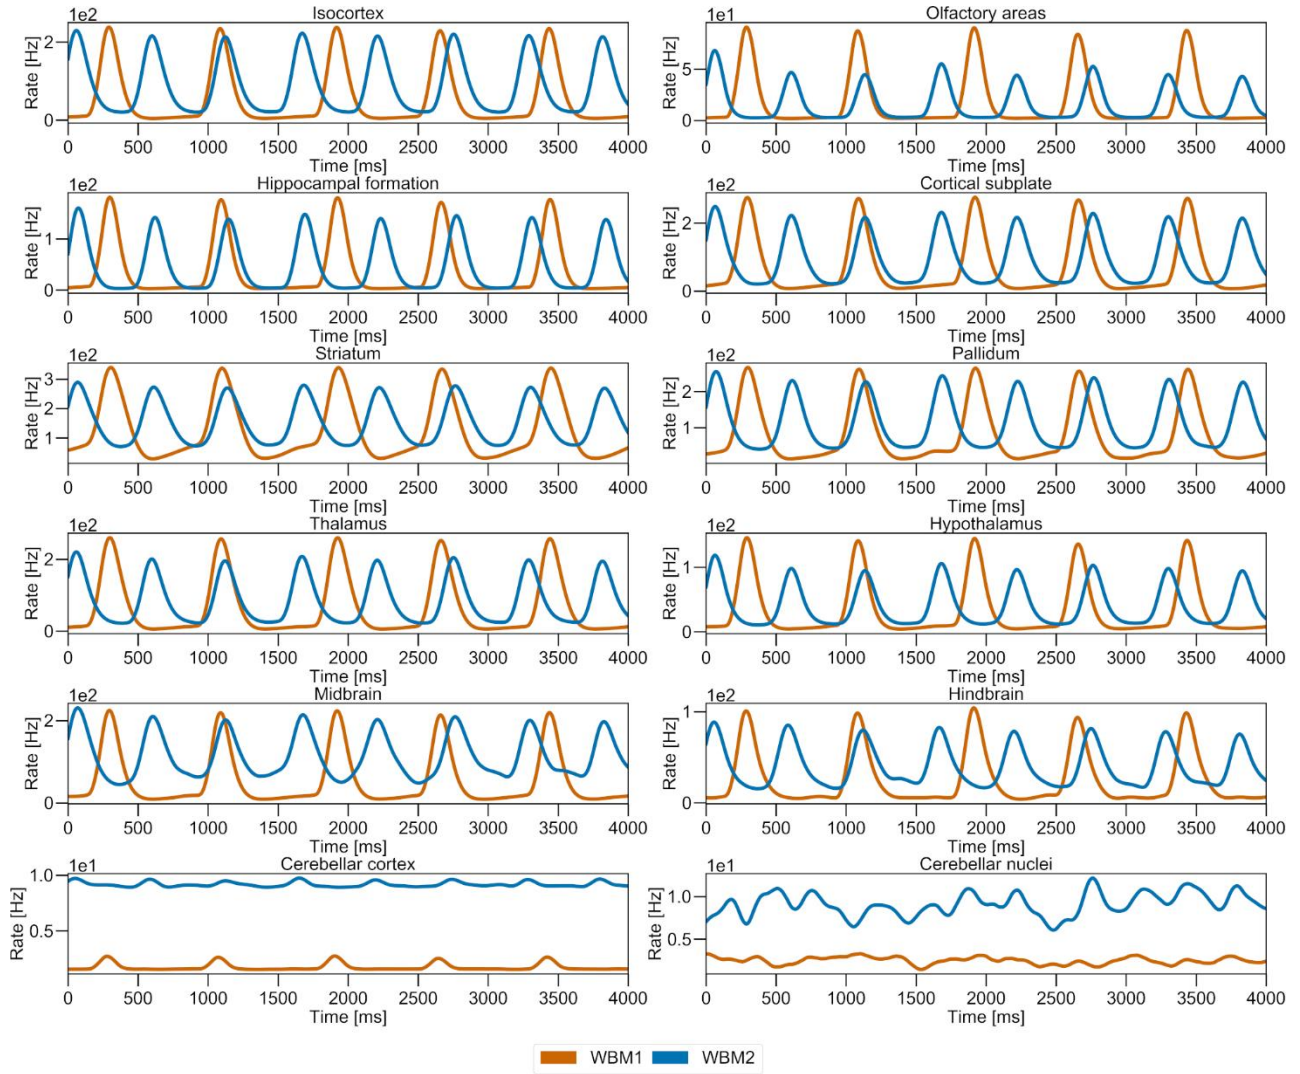 Isocortex
1e2
Rate [Hz]
2
0
0 500 1000 1500 2000 2500 3000 3500 4000
Time [ms]
Olfactory areas
1e1
Rate [Hz]
5
0
0 500 1000 1500 2000 2500 3000 3500 4000
Time [ms]
Hippocampal formation
1e2
Rate [Hz]
1
0
0 500 1000 1500 2000 2500 3000 3500 4000
Time [ms]
Cortical subplate
1e2
Rate [Hz]
2
0
0 500 1000 1500 2000 2500 3000 3500 4000
Time [ms]
Striatum
1e2
Rate [Hz]
3
2
1
0 500 1000 1500 2000 2500 3000 3500 4000
Time [ms]
Pallidum
1e2
Rate [Hz]
2
1
0 500 1000 1500 2000 2500 3000 3500 4000
Time [ms]
Thalamus
1e2
Rate [Hz]
2
0
0 500 1000 1500 2000 2500 3000 3500 4000
Time [ms]
Hypothalamus
1e2
Rate [Hz]
1
0
0 500 1000 1500 2000 2500 3000 3500 4000
Time [ms]
Midbrain
1e2
Rate [Hz]
2
0
0 500 1000 1500 2000 2500 3000 3500 4000
Time [ms]
Hindbrain
1e2
Rate [Hz]
1
0
0 500 1000 1500 2000 2500 3000 3500 4000
Time [ms]
Cerebellar cortex
1e1
Rate [Hz]
1.0
0.5
0 500 1000 1500 2000 2500 3000 3500 4000
Time [ms]
Cerebellar nuclei
1e1
Rate [Hz]
1.0
0.5
0 500 1000 1500 2000 2500 3000 3500 4000
Time [ms]
WBM1 WBM2